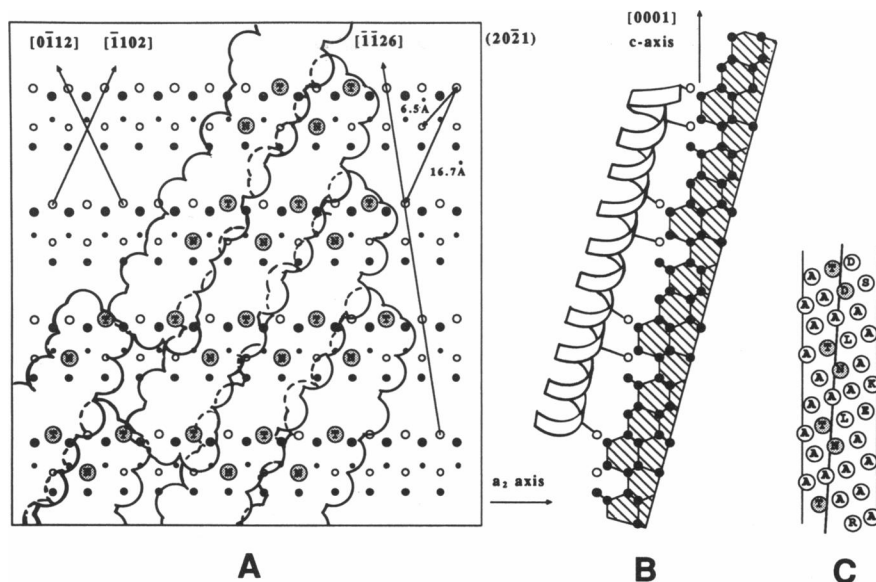 [01̅12] [1̅102] [1̅1̅26] (202̅1)
T T
6.5Å
N N
16.7Å
T T T
N N N
T T T T T
N N N N
T T T T T
N N N N
A
[0001]
c-axis
a₂ axis
B
A T D
A A D S
A A A
A T L A
A N A
A A A K
A T L E
A N A A
A A A A
T A A
R A
C